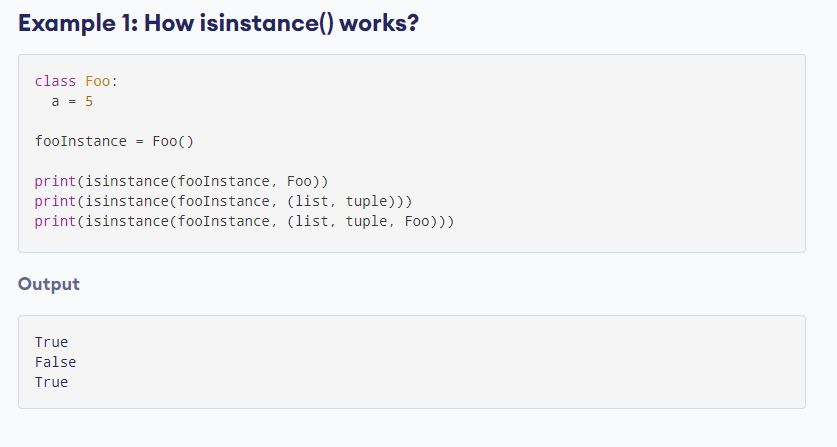 Example 1: How isinstance() works?
class Foo:
  a = 5

fooInstance = Foo()

print(isinstance(fooInstance, Foo))
print(isinstance(fooInstance, (list, tuple)))
print(isinstance(fooInstance, (list, tuple, Foo)))
Output
True
False
True